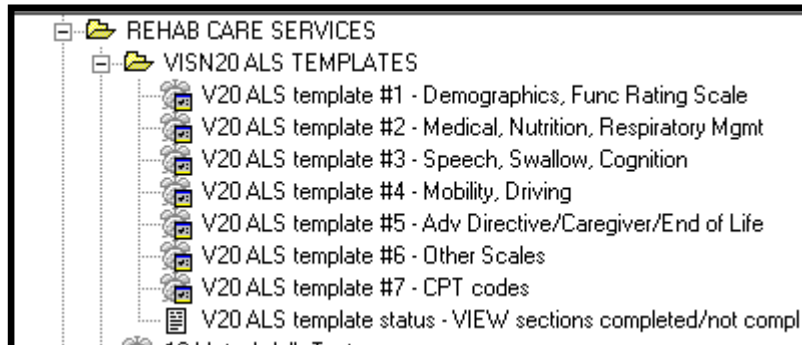 REHAB CARE SERVICES
VISN20 ALS TEMPLATES
V20 ALS template #1 - Demographics, Func Rating Scale
V20 ALS template #2 - Medical, Nutrition, Respiratory Mgmt
V20 ALS template #3 - Speech, Swallow, Cognition
V20 ALS template #4 - Mobility, Driving
V20 ALS template #5 - Adv Directive/Caregiver/End of Life
V20 ALS template #6 - Other Scales
V20 ALS template #7 - CPT codes
V20 ALS template status - VIEW sections completed/not compl